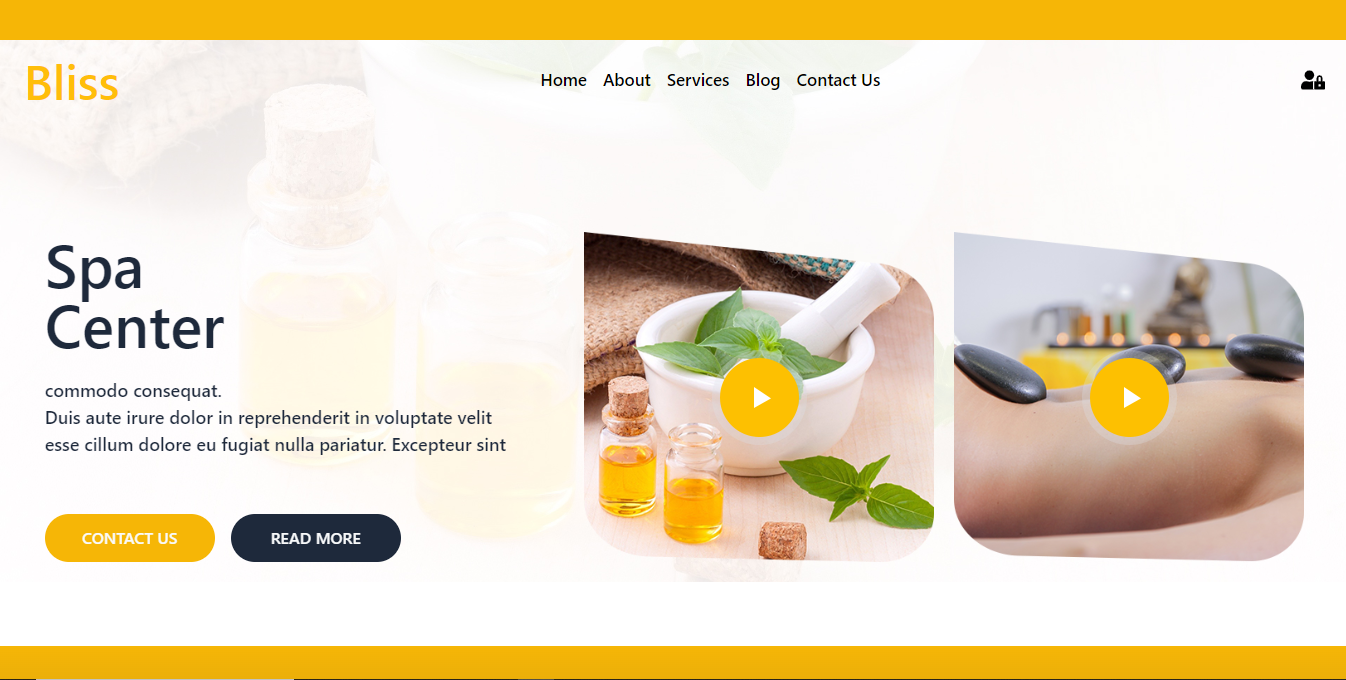 Bliss
Home About Services Blog Contact Us
Spa
Center
commodo consequat.
Duis aute irure dolor in reprehenderit in voluptate velit
esse cillum dolore eu fugiat nulla pariatur. Excepteur sint
CONTACT US READ MORE